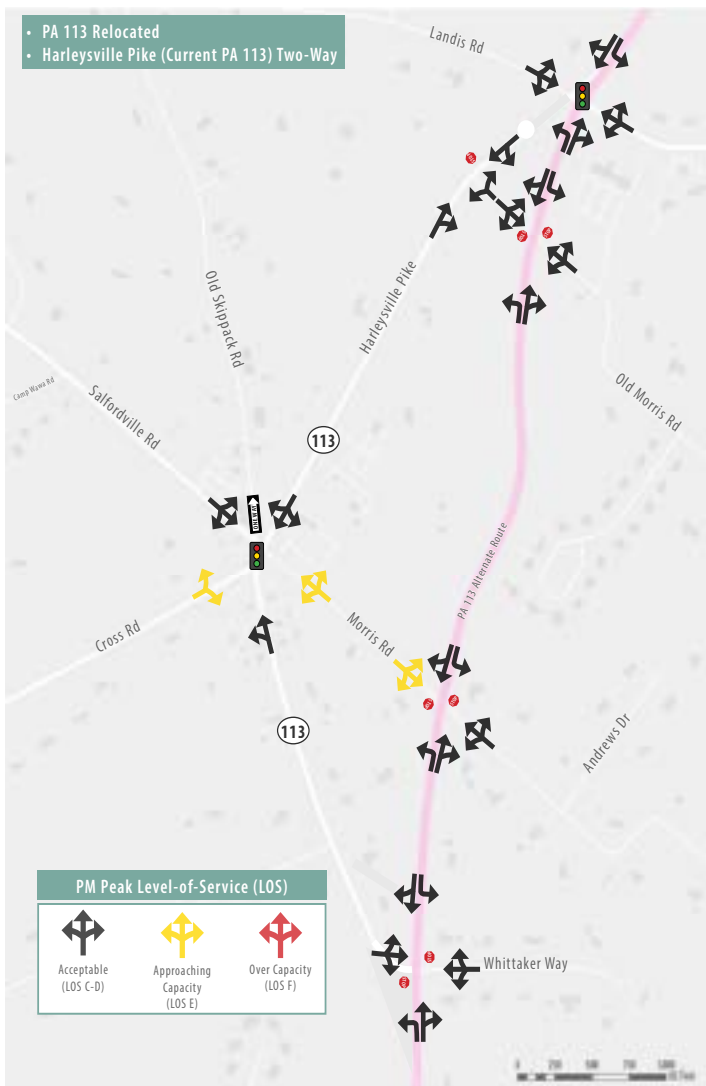 • PA 113 Relocated
• Harleysville Pike (Current PA 113) Two-Way
Landis Rd
Harleysville Pike
Old Skippack Rd
Camp Wawa Rd
Salfordville Rd
Old Morris Rd
113
ONE WAY
PA 113 Alternate Route
Cross Rd
Morris Rd
113
Andrews Dr
PM Peak Level-of-Service (LOS)
Acceptable
(LOS C-D)
Approaching
Capacity
(LOS E)
Over Capacity
(LOS F)
Whittaker Way